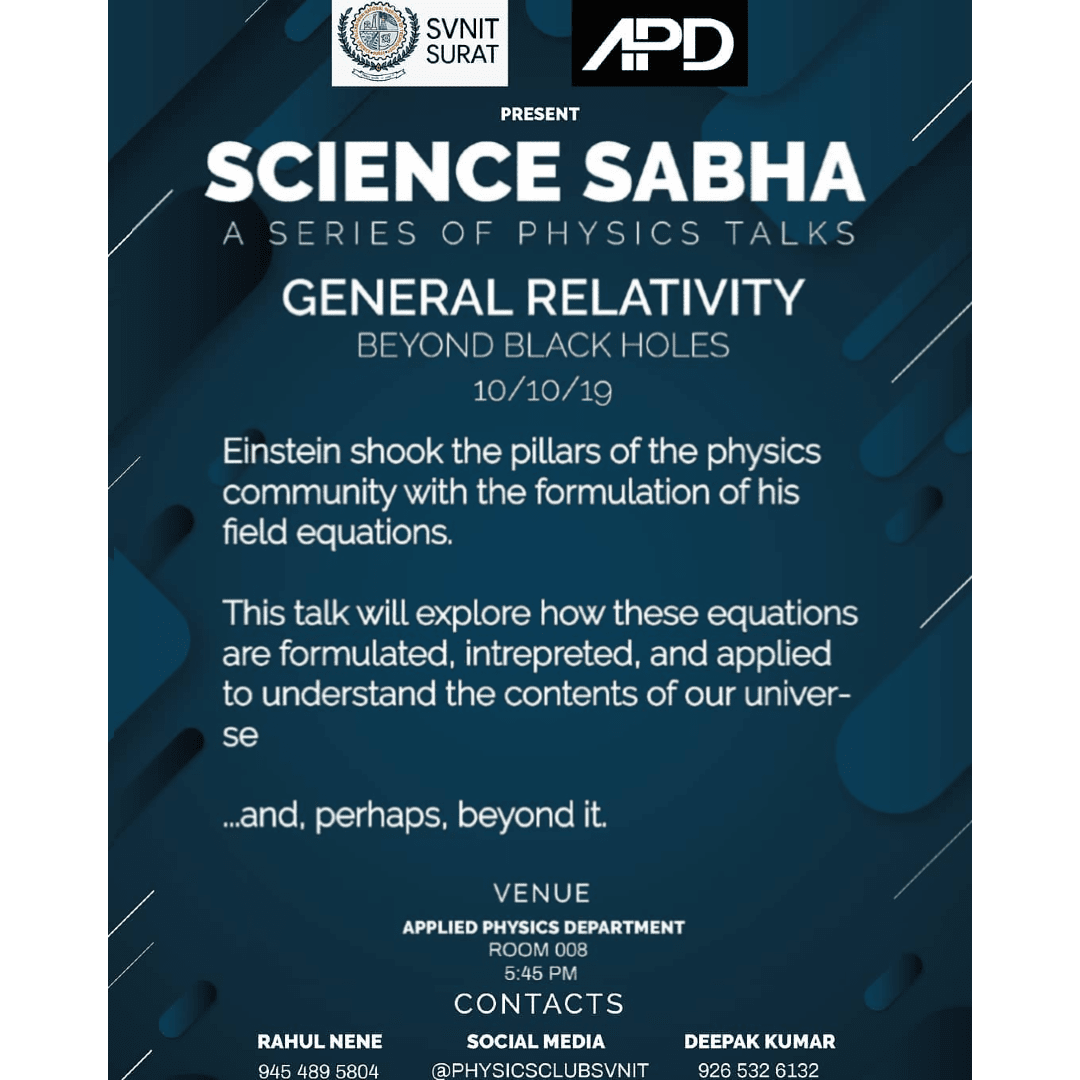 SVNIT
SURAT
APD
PRESENT
SCIENCE SABHA
A SERIES OF PHYSICS TALKS
GENERAL RELATIVITY
BEYOND BLACK HOLES
10/10/19
Einstein shook the pillars of the physics
community with the formulation of his
field equations.
This talk will explore how these equations
are formulated, intrepreted, and applied
to understand the contents of our univer-
se
...and, perhaps, beyond it.
VENUE
APPLIED PHYSICS DEPARTMENT
ROOM 008
5:45 PM
CONTACTS
RAHUL NENE
945 489 5804
SOCIAL MEDIA
@PHYSICSCLUBSVNIT
DEEPAK KUMAR
926 532 6132